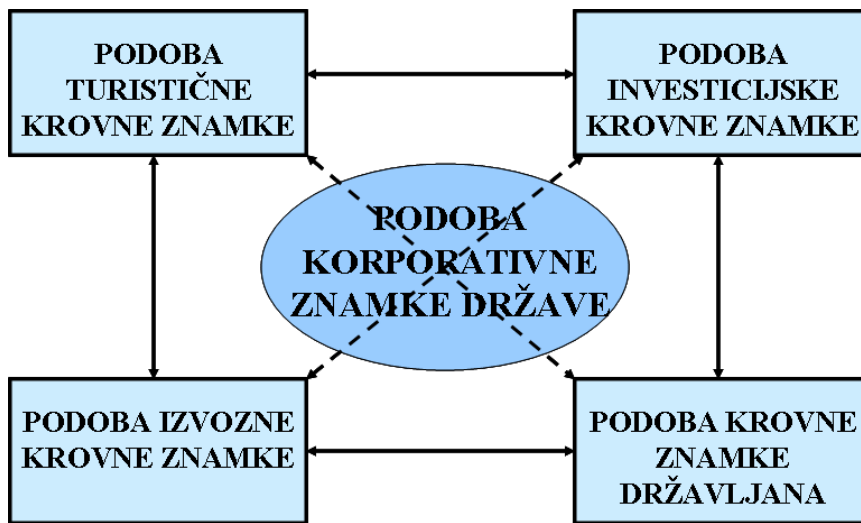 PODOBA
TURISTIČNE
KROVNE ZNAMKE
PODOBA
INVESTICIJSKE
KROVNE ZNAMKE
PODOBA
KORPORATIVNE
ZNAMKE DRŽAVE
PODOBA IZVOZNE
KROVNE ZNAMKE
PODOBA KROVNE
ZNAMKE
DRŽAVLJANA